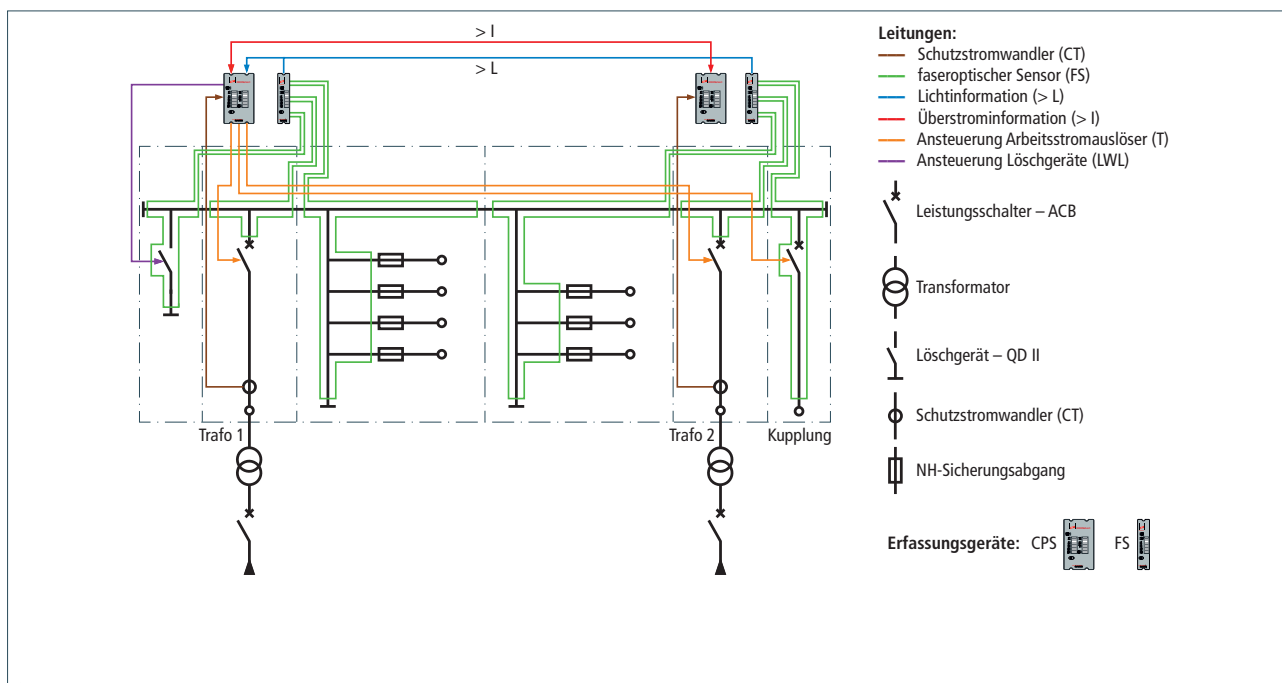 > I
> L
Trafo 1
Trafo 2
Kupplung
Leitungen:
Schutzstromwandler (CT)
faseroptischer Sensor (FS)
Lichtinformation (> L)
Überstrominformation (> I)
Ansteuerung Arbeitsstromauslöser (T)
Ansteuerung Löschgeräte (LWL)
Leistungsschalter – ACB
Transformator
Löschgerät – QD II
Schutzstromwandler (CT)
NH-Sicherungsabgang
Erfassungsgeräte: CPS FS